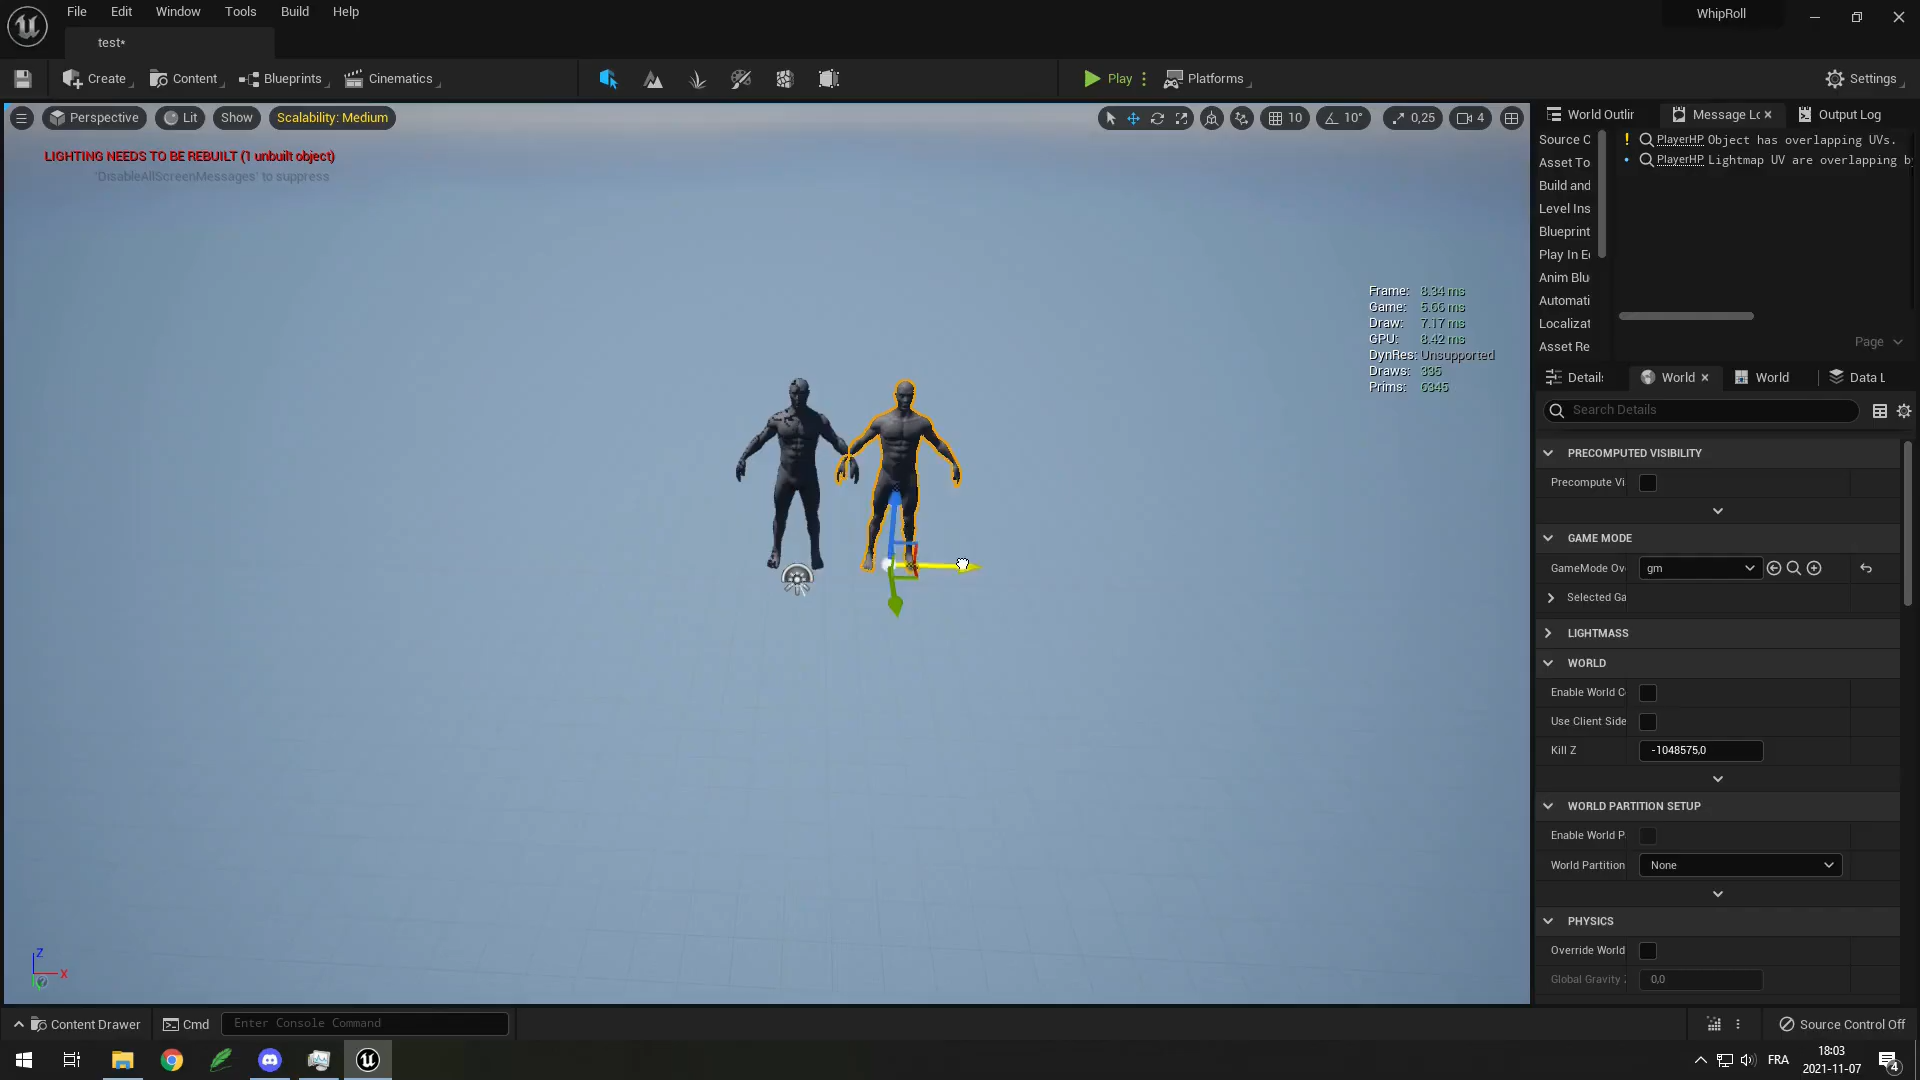 File Edit Window Tools Build Help
WhipRoll
test*
Create Content Blueprints Cinematics Play Platforms Settings
Perspective Lit Show Scalability: Medium 10 10° 0,25 4
LIGHTING NEEDS TO BE REBUILT (1 unbuilt object)
'DisableAllScreenMessages' to suppress
Frame: 8.34 ms
Game: 5.66 ms
Draw: 7.17 ms
GPU: 8.42 ms
DynRes: Unsupported
Draws: 335
Prims: 6345
Z
X
World Outlin Message Lo Output Log
Source C
Asset To
Build and
Level Ins
Blueprint
Play In E
Anim Blu
Automati
Localizat
Asset Re
PlayerHP Object has overlapping UVs.
PlayerHP Lightmap UV are overlapping b
Page
Details World World Data L
Search Details
PRECOMPUTED VISIBILITY
Precompute Vi
GAME MODE
GameMode Ov gm
Selected Ga
LIGHTMASS
WORLD
Enable World C
Use Client Side
Kill Z -1048575,0
WORLD PARTITION SETUP
Enable World P
World Partition None
PHYSICS
Override World
Global Gravity Z 0,0
Content Drawer Cmd Enter Console Command Source Control Off
FRA
18:03
2021-11-07
4